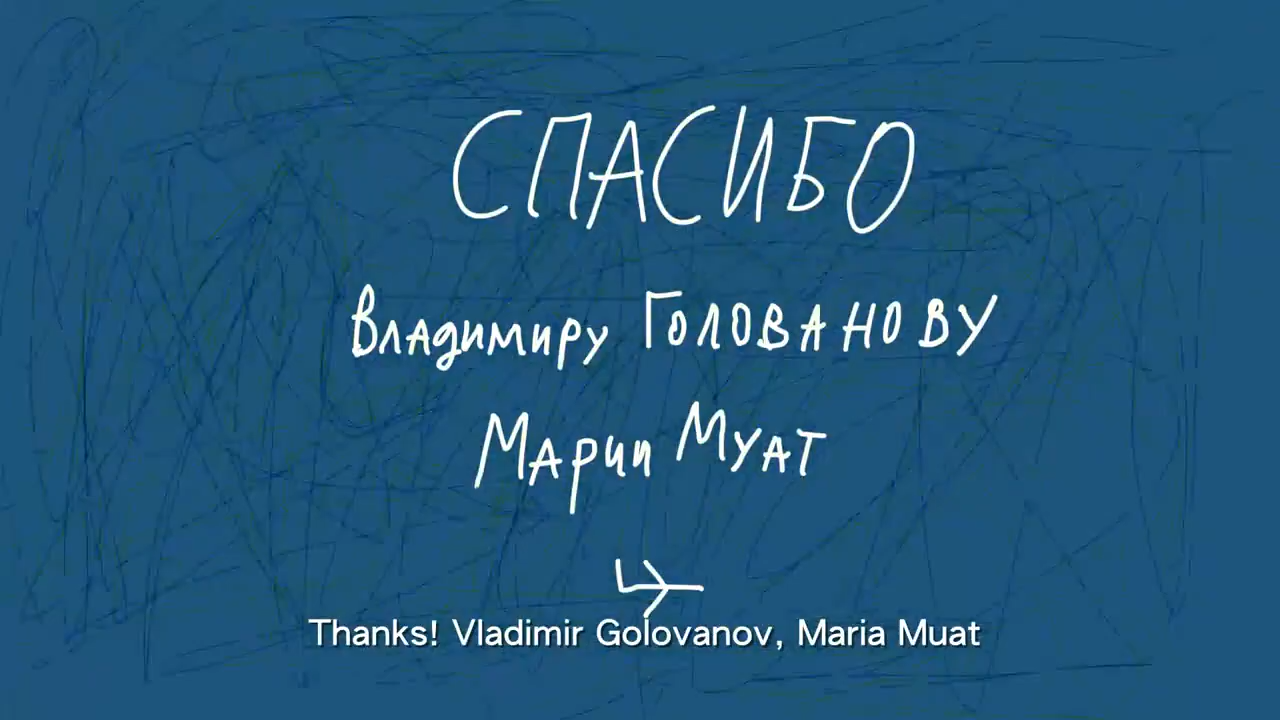 СПАСИБО
Владимиру Голованову
Марии Муат
Thanks! Vladimir Golovanov, Maria Muat